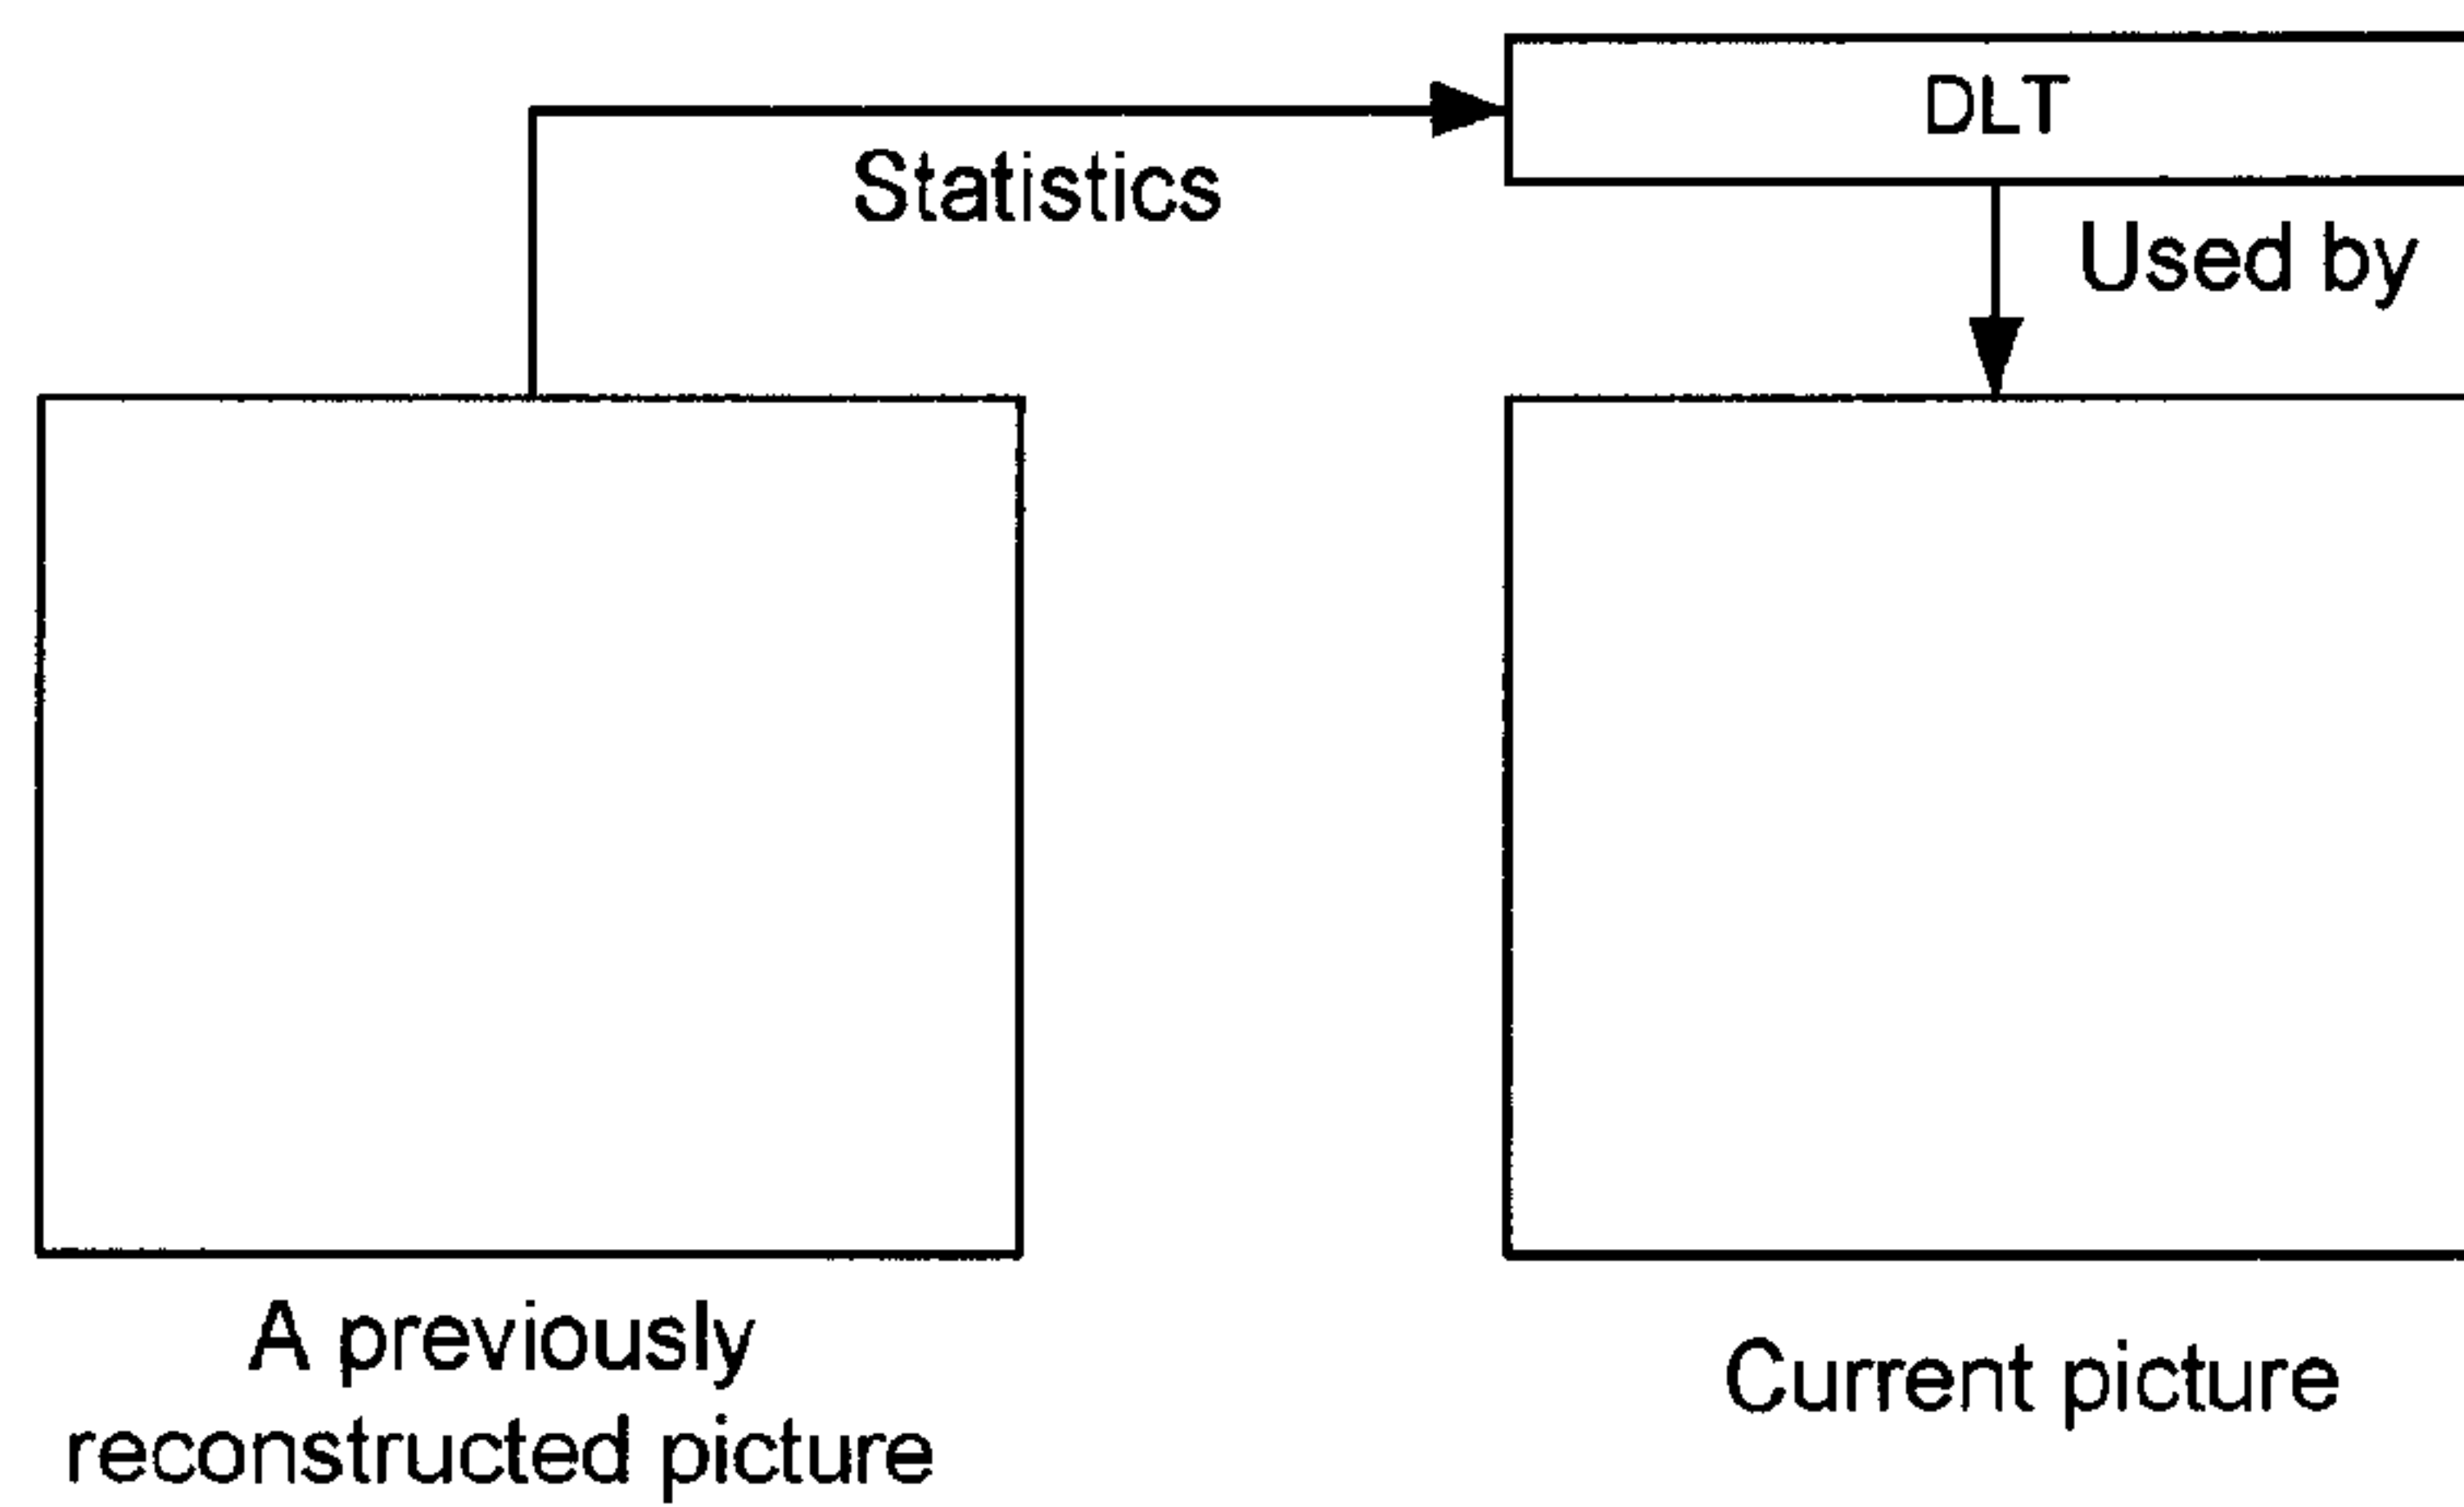 DLT
Statistics
Used by
A previously
reconstructed picture
Current picture